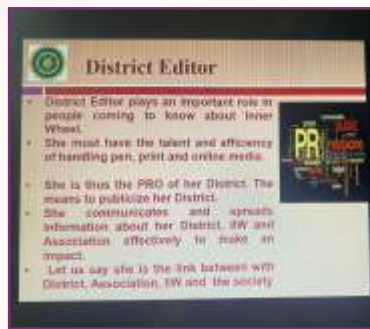 District Editor
• District Editor plays an important role in
people coming to know about Inner
Wheel.
• She must have the talent and efficiency
of handling pen, print and online media.
• She is thus the PRO of her District. The
means to publicize her District.
• She communicates and spreads
information about her District, IIW and
Association effectively to make an
impact.
• Let us say she is the link between with
District, Association, IIW and the society
PR